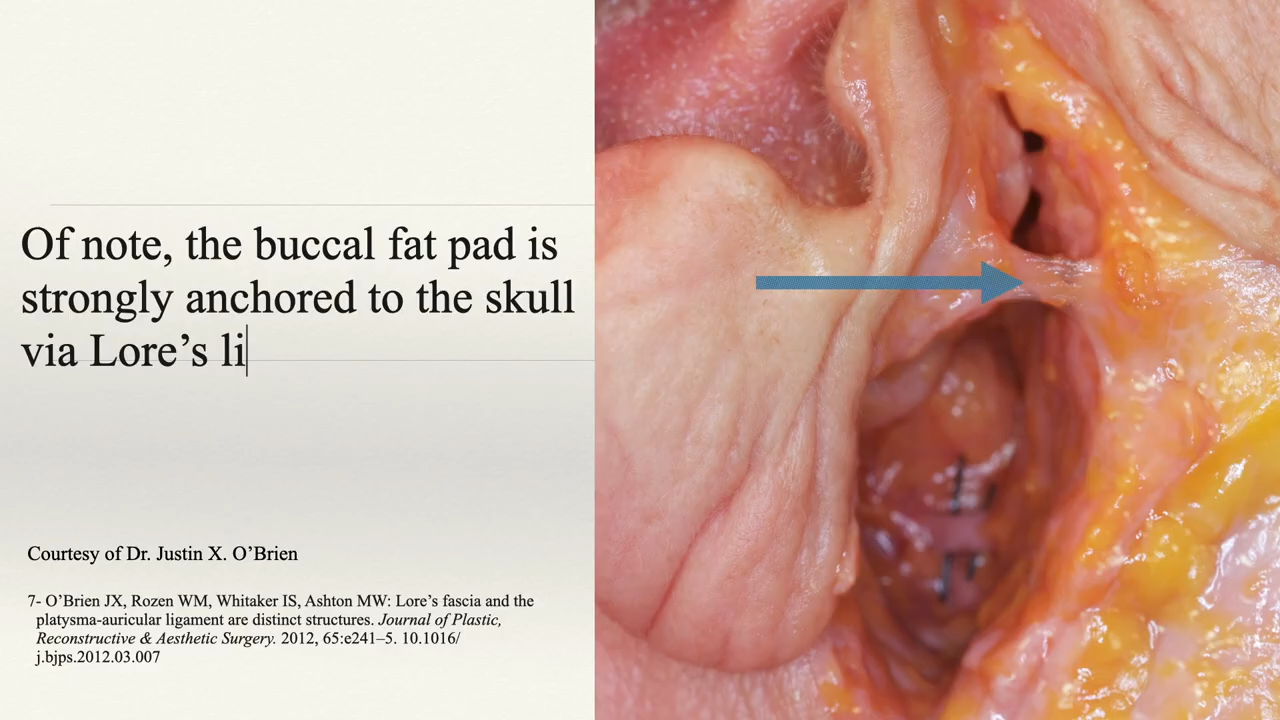 Of note, the buccal fat pad is
strongly anchored to the skull
via Lore’s li
Courtesy of Dr. Justin X. O’Brien
7- O’Brien JX, Rozen WM, Whitaker IS, Ashton MW: Lore’s fascia and the
platysma-auricular ligament are distinct structures. Journal of Plastic,
Reconstructive & Aesthetic Surgery. 2012, 65:e241–5. 10.1016/
j.bjps.2012.03.007